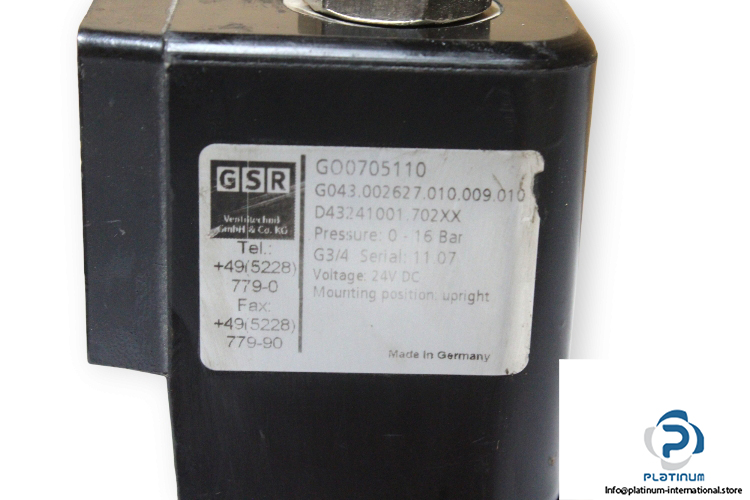 GSR
Ventiltechnik
GmbH & Co. KG
Tel.:
+49(5228)
779-0
Fax:
+49(5228)
779-90
GO0705110
G043.002627.010.009.010
D43241001.702XX
Pressure: 0 - 16 Bar
G3/4 Serial: 11.07
Voltage: 24V DC
Mounting position: upright
Made in Germany
PLATINUM
Info@platinum-international.store